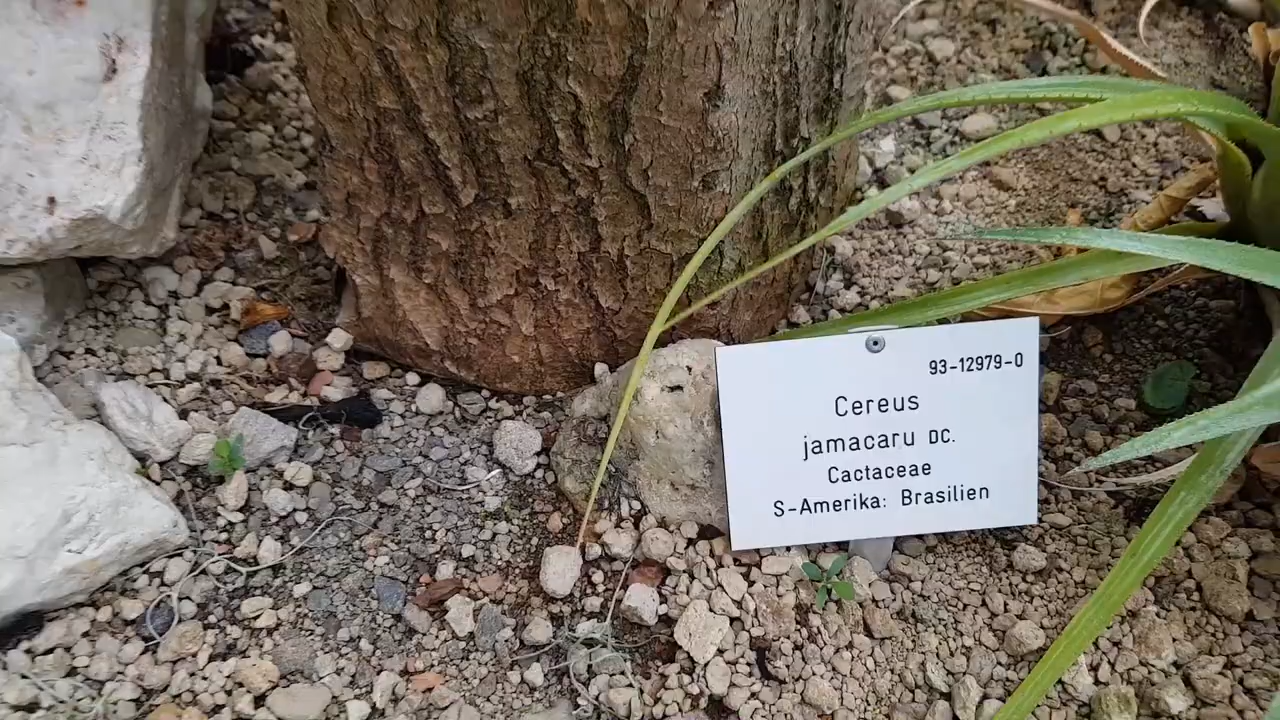 93-12979-0
Cereus
jamacaru DC.
Cactaceae
S-Amerika: Brasilien